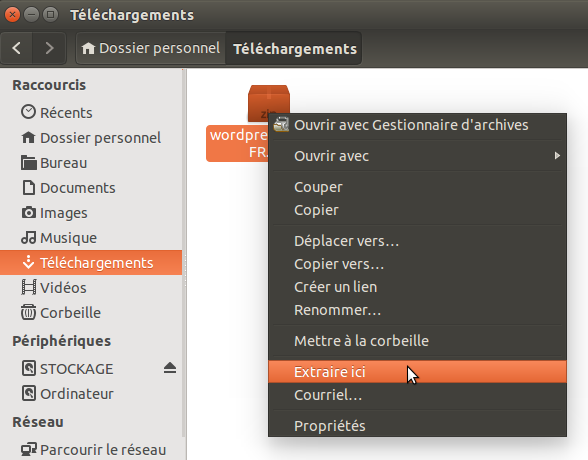 Téléchargements
Dossier personnel
Téléchargements
Raccourcis
Récents
Dossier personnel
Bureau
Documents
Images
Musique
Téléchargements
Vidéos
Corbeille
Périphériques
STOCKAGE
Ordinateur
Réseau
Parcourir le réseau
zip
wordpre
FR.
Ouvrir avec Gestionnaire d'archives
Ouvrir avec
Couper
Copier
Déplacer vers…
Copier vers…
Créer un lien
Renommer…
Mettre à la corbeille
Extraire ici
Courriel…
Propriétés